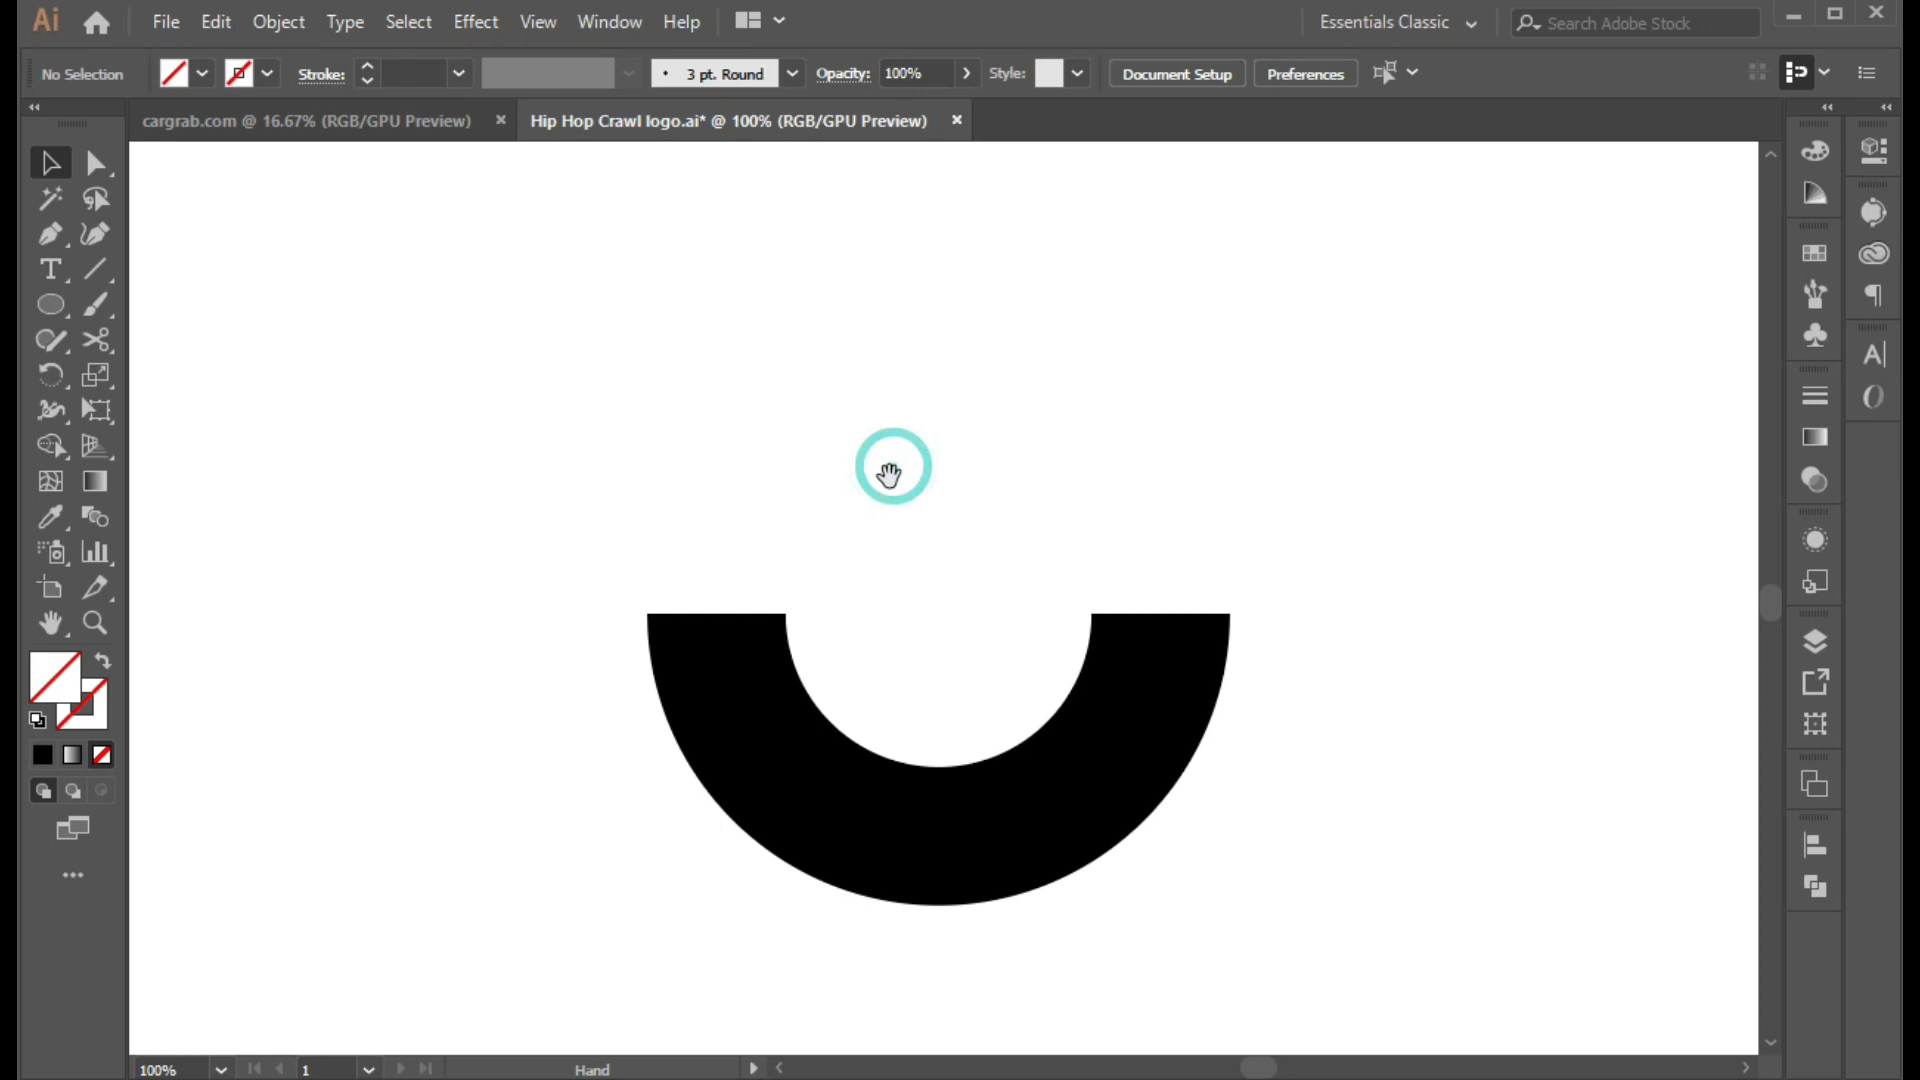 Ai File Edit Object Type Select Effect View Window Help Essentials Classic Search Adobe Stock
No Selection Stroke: 3 pt. Round Opacity: 100% Style: Document Setup Preferences
cargrab.com @ 16.67% (RGB/GPU Preview) Hip Hop Crawl logo.ai* @ 100% (RGB/GPU Preview)
100% 1 Hand